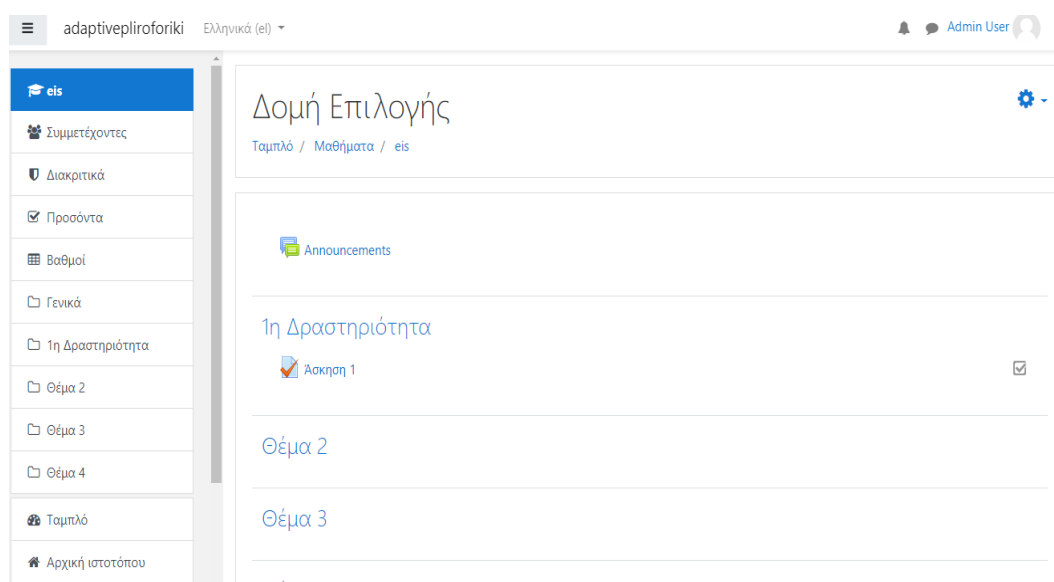 adaptivepliroforiki Ελληνικά (el) Admin User
eis
Συμμετέχοντες
Διακριτικά
Προσόντα
Βαθμοί
Γενικά
1η Δραστηριότητα
Θέμα 2
Θέμα 3
Θέμα 4
Ταμπλό
Αρχική ιστοτόπου
Δομή Επιλογής
Ταμπλό / Μαθήματα / eis
Announcements
1η Δραστηριότητα
Άσκηση 1
Θέμα 2
Θέμα 3